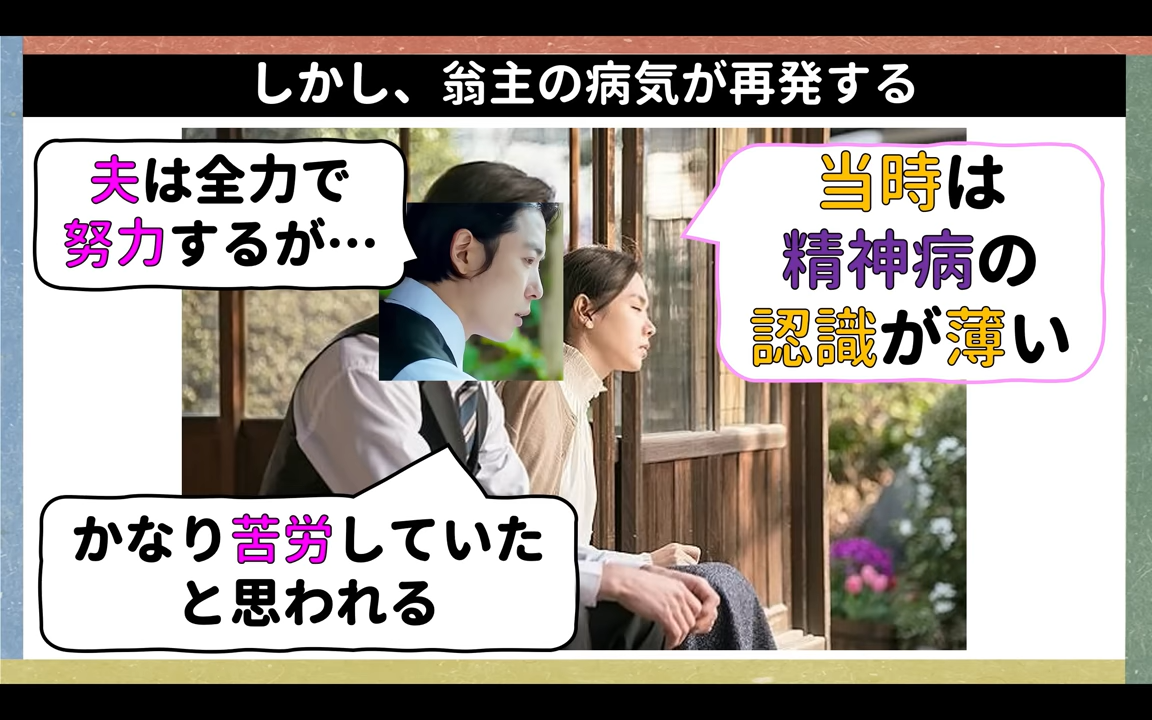 しかし、翁主の病気が再発する
夫は全力で
努力するが…
当時は
精神病の
認識が薄い
かなり苦労していた
と思われる